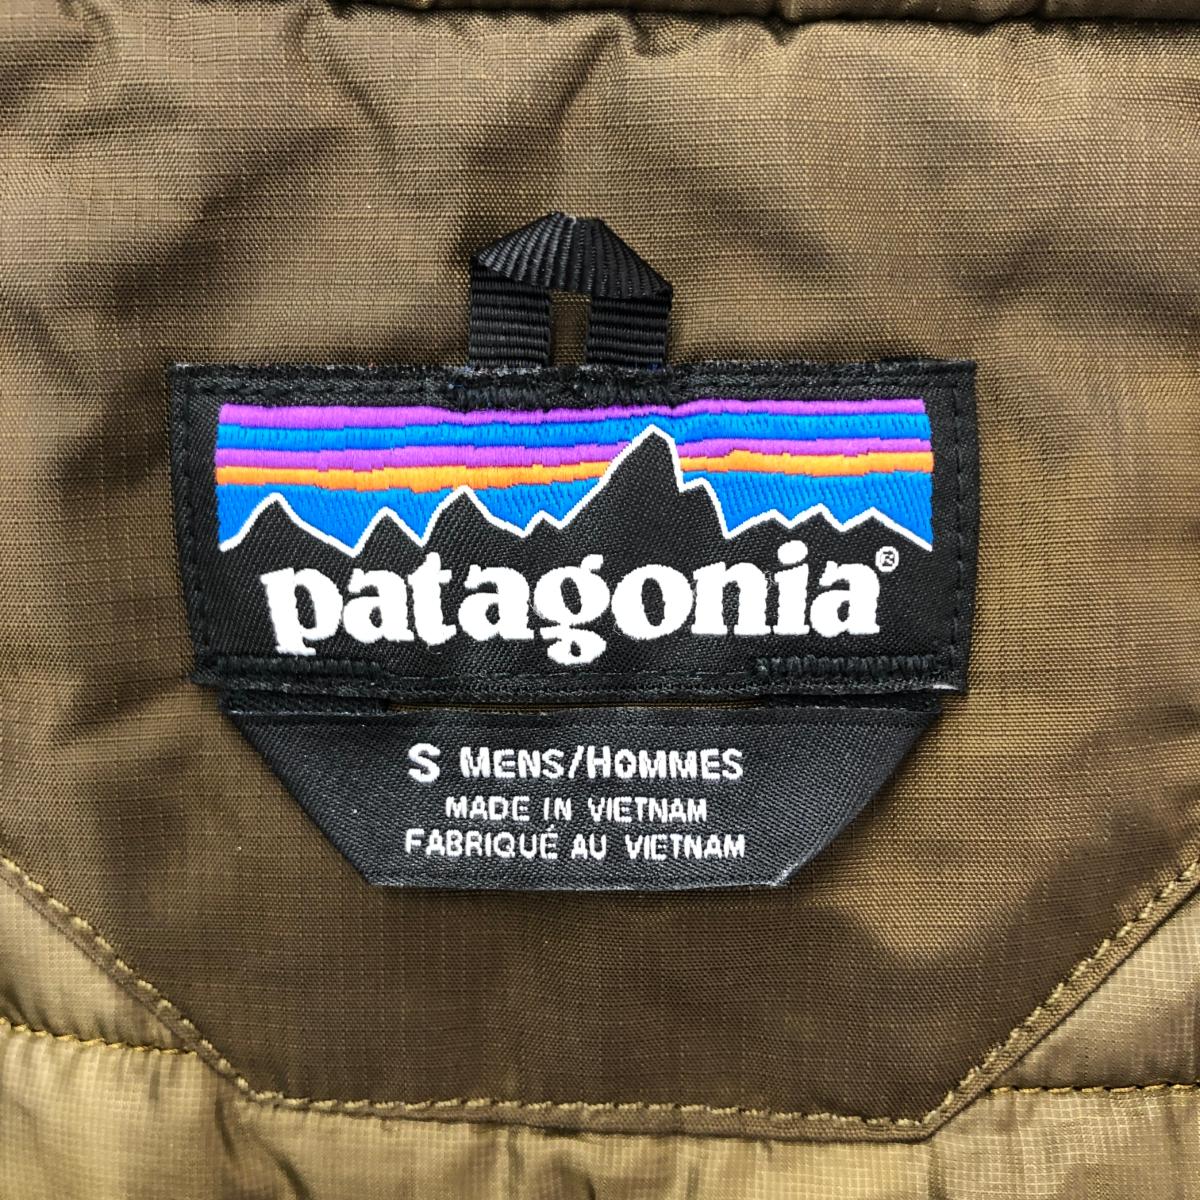 patagonia®
S MENS/HOMMES
MADE IN VIETNAM
FABRIQUÉ AU VIETNAM